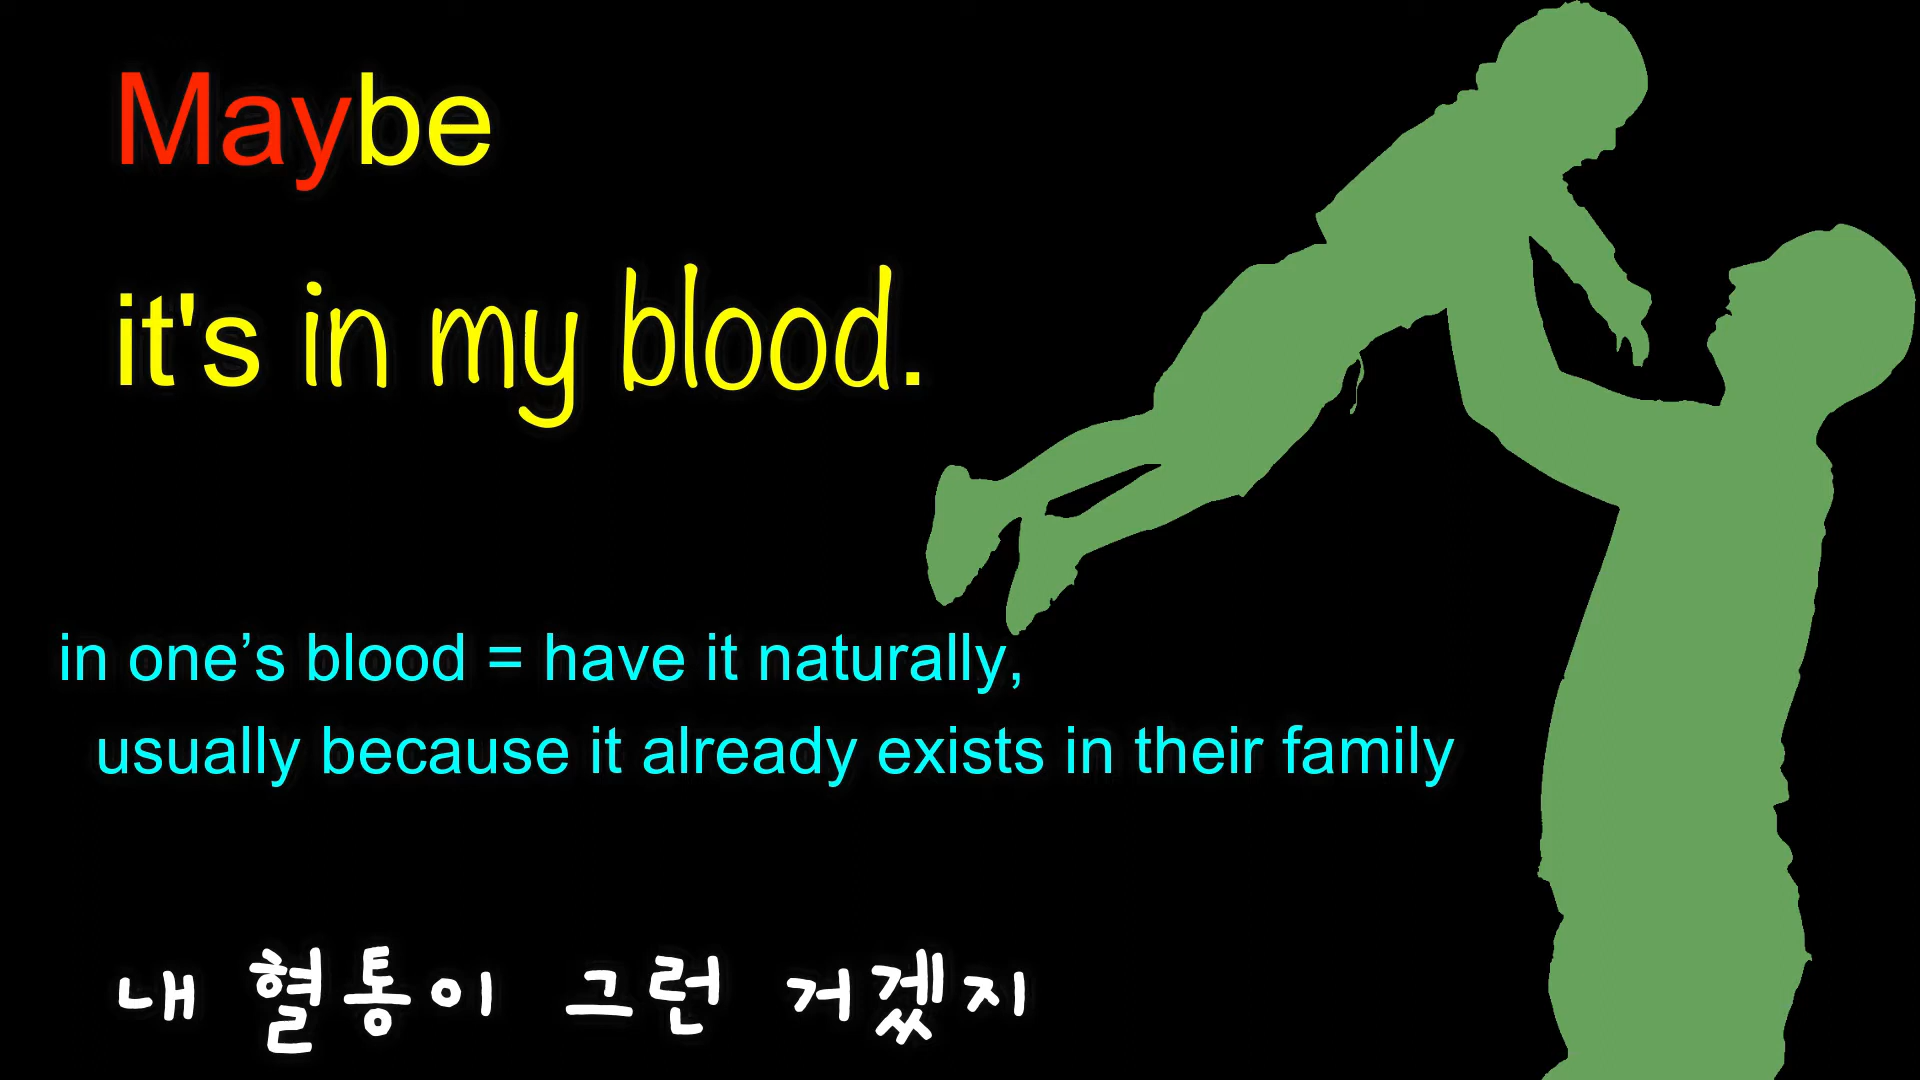 Maybe
it's in my blood.
in one’s blood = have it naturally,
usually because it already exists in their family
내 혈통이 그런 거겠지